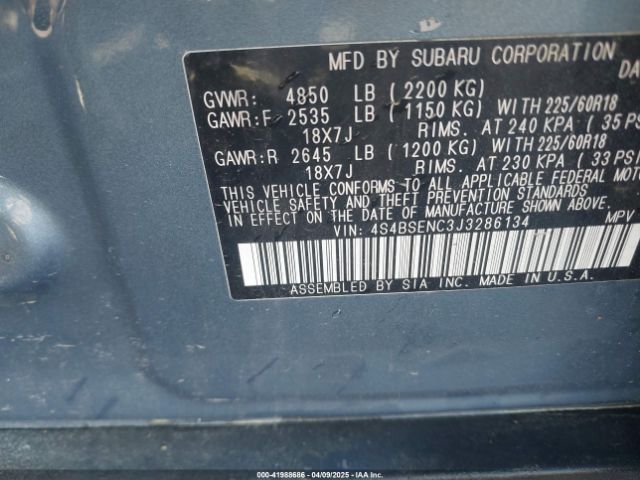 MFD BY SUBARU CORPORATION DA
GVWR: 4850 LB (2200 KG)
GAWR:F 2535 LB (1150 KG) WITH 225/60R18
18X7J RIMS. AT 240 KPA (35 PS
GAWR:R 2645 LB (1200 KG) WITH 225/60R18
18X7J RIMS. AT 230 KPA (33 PSI
THIS VEHICLE CONFORMS TO ALL APPLICABLE FEDERAL MOTO
VEHICLE SAFETY AND THEFT PREVENTION STANDARDS
IN EFFECT ON THE DATE OF MANUFACTURE SHOWN ABOVE.
VIN: 4S4BSENC3J3286134 MPV
ASSEMBLED BY SIA INC. MADE IN U.S.A.
000-41988686 - 04/09/2025 - IAAI.COM